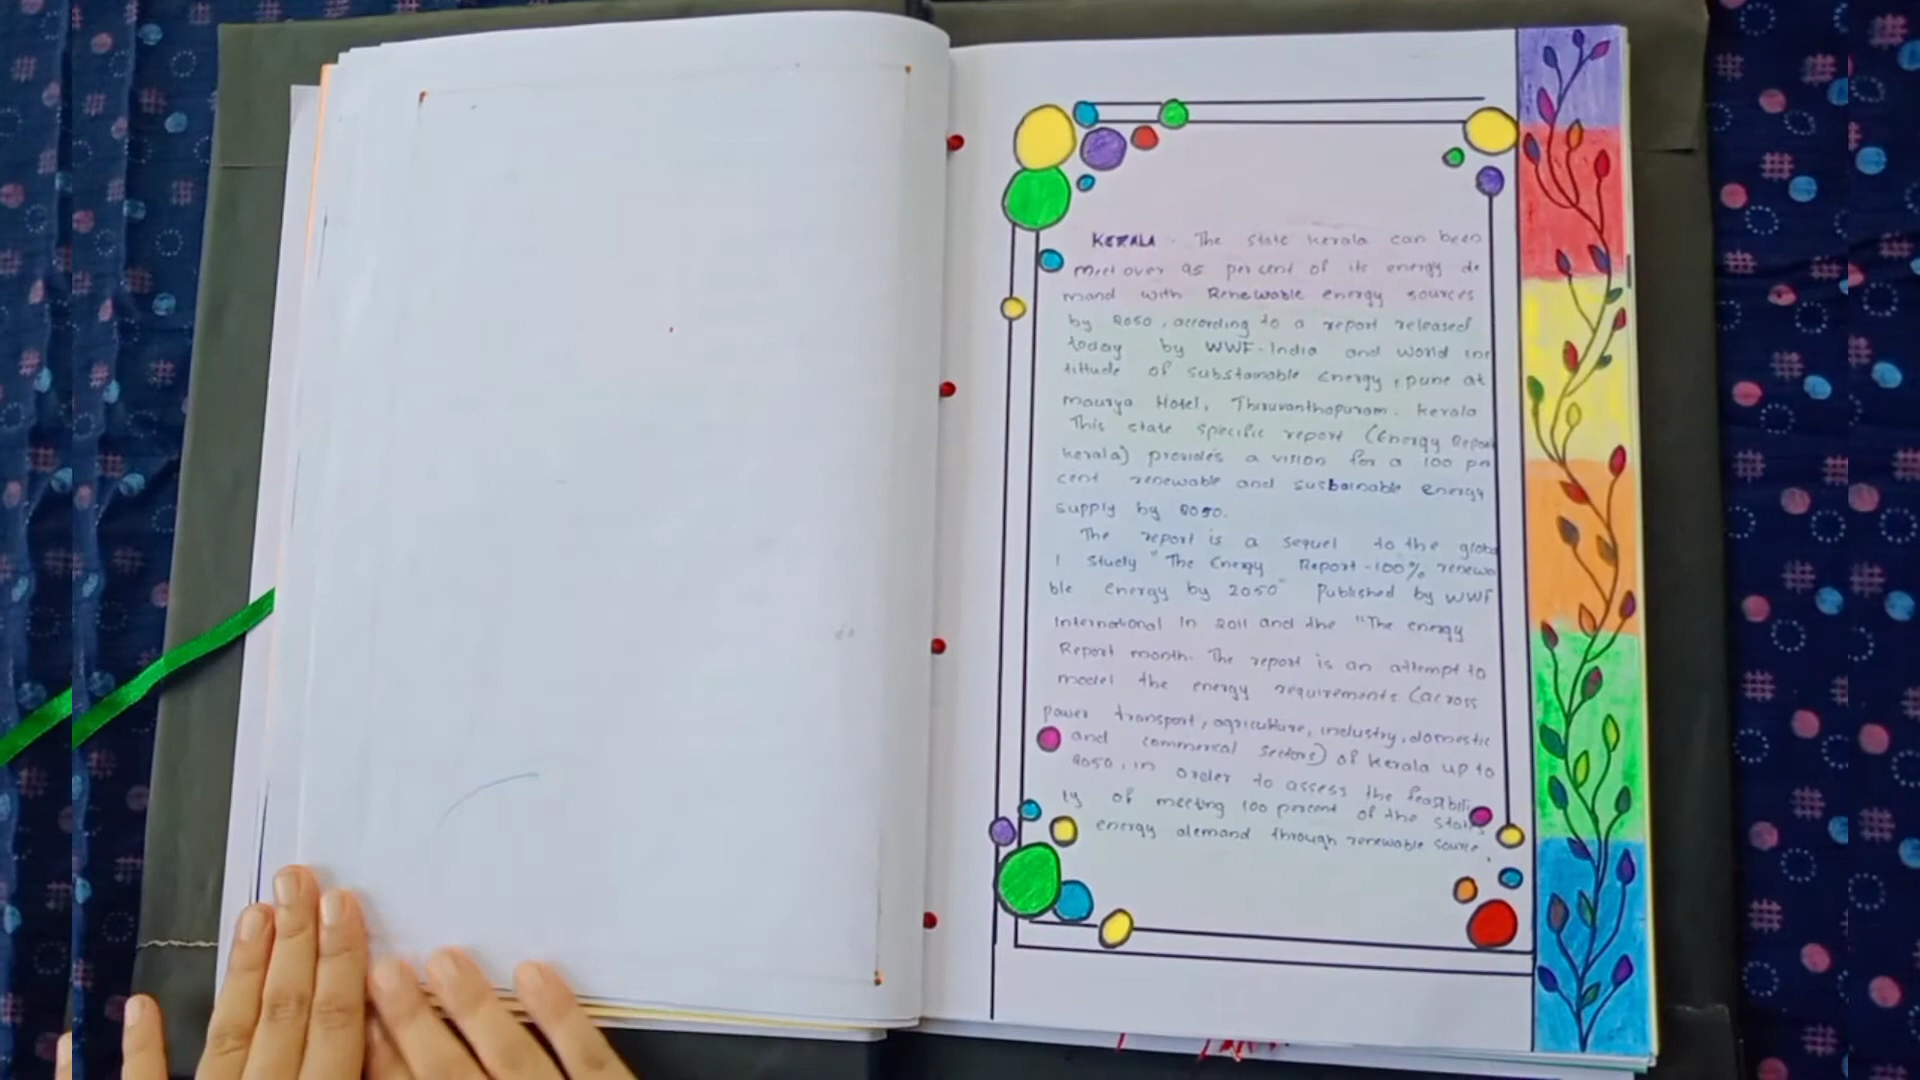 KERALA - The state kerala can been
meet over 95 per cent of its energy de
mand with Renewable energy sources
by 2050, according to a report released
today by WWF-India and World ins
titude of substainable Energy, pune at
maurya Hotel, Thiruvanthapuram. kerala
This state specific report (Energy Report
kerala) provides a vision for a 100 per
cent renewable and susbainable energy
supply by 2050.
The report is a sequel to the globa
l study "The Energy Report -100% renewa
ble energy by 2050" Published by WWF
International in 2011 and the "The energy
Report month. The report is an attempt to
model the energy requirements (across
power transport, agriculture, industry, domestic
and commerical sectors) of kerala up to
2050, in order to assess the feasibili
ty of meeting 100 percent of the states
energy demand through renewable source.